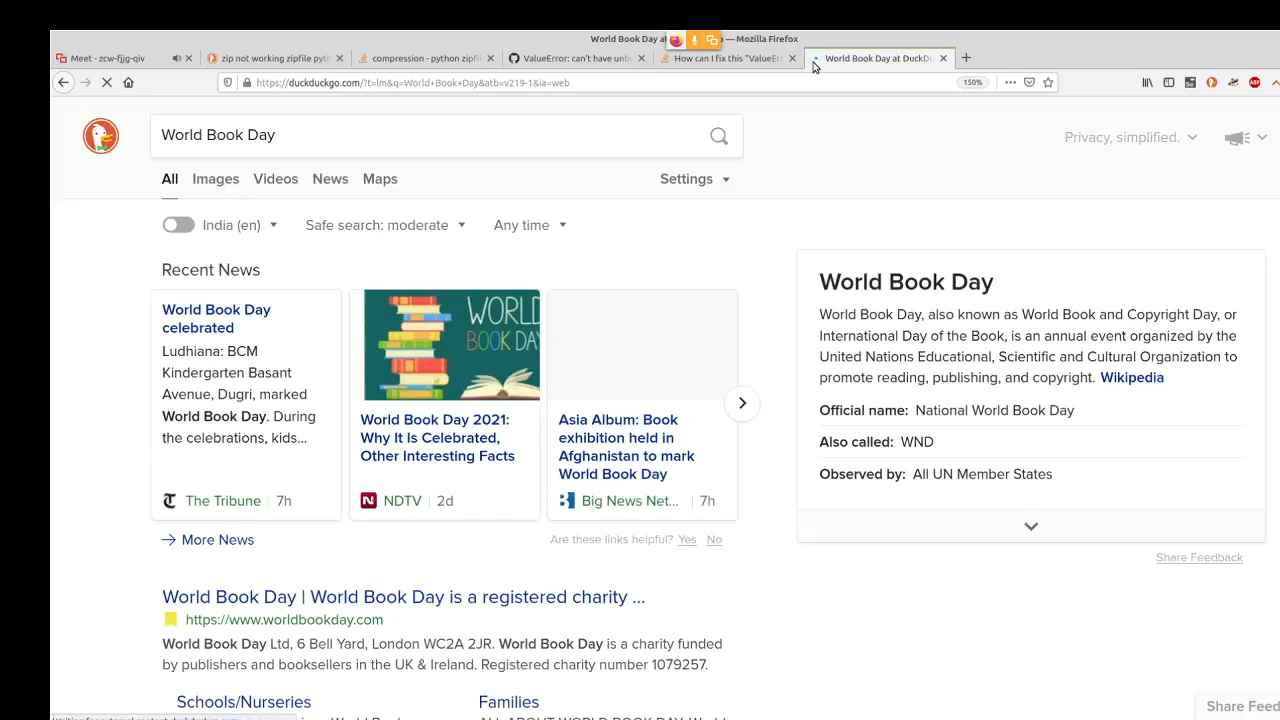 World Book Day at — Mozilla Firefox
Meet - zcw-fjjg-qiv
zip not working zipfile pyth
compression - python zipfil
ValueError: can't have unb
How can I fix this "ValueErr
World Book Day at DuckDu
https://duckduckgo.com/?t=lm&q=World+Book+Day&atb=v219-1&ia=web
150%
ABP
World Book Day
Privacy, simplified.
All Images Videos News Maps
Settings
India (en)
Safe search: moderate
Any time
Recent News
World Book Day
celebrated
Ludhiana: BCM
Kindergarten Basant
Avenue, Dugri, marked
World Book Day. During
the celebrations, kids...
The Tribune 7h
WORLD
BOOK DAY
World Book Day 2021:
Why It Is Celebrated,
Other Interesting Facts
NDTV 2d
Asia Album: Book
exhibition held in
Afghanistan to mark
World Book Day
Big News Net... 7h
More News
Are these links helpful? Yes No
World Book Day
World Book Day, also known as World Book and Copyright Day, or
International Day of the Book, is an annual event organized by the
United Nations Educational, Scientific and Cultural Organization to
promote reading, publishing, and copyright. Wikipedia
Official name: National World Book Day
Also called: WND
Observed by: All UN Member States
Share Feedback
World Book Day | World Book Day is a registered charity ...
https://www.worldbookday.com
World Book Day Ltd, 6 Bell Yard, London WC2A 2JR. World Book Day is a charity funded
by publishers and booksellers in the UK & Ireland. Registered charity number 1079257.
Schools/Nurseries
Families
Share Feed